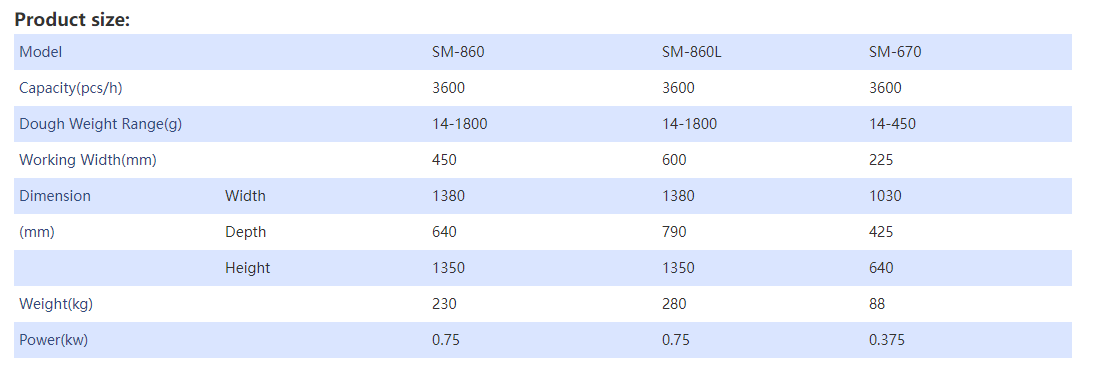 Product size:
Model SM-860 SM-860L SM-670
Capacity(pcs/h) 3600 3600 3600
Dough Weight Range(g) 14-1800 14-1800 14-450
Working Width(mm) 450 600 225
Dimension Width 1380 1380 1030
(mm) Depth 640 790 425
Height 1350 1350 640
Weight(kg) 230 280 88
Power(kw) 0.75 0.75 0.375